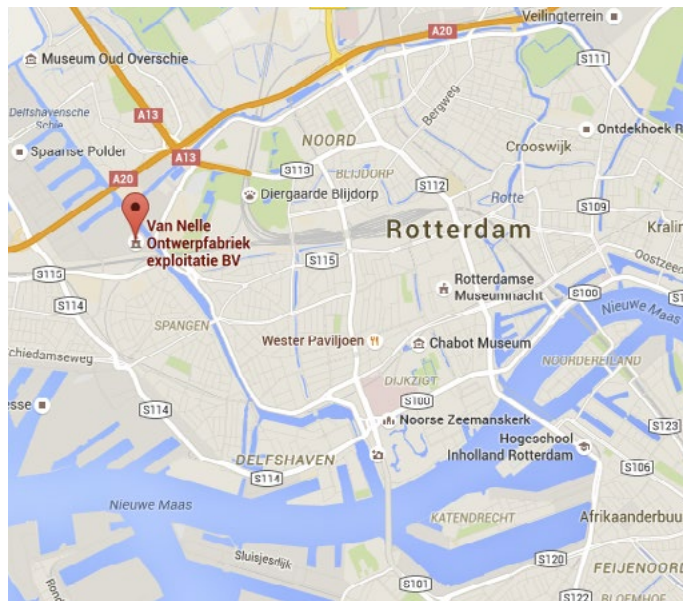 Veilingterrein
A20
Museum Oud Overschie
S111
Delfshavensche
Schie
A13
Bergweg
NOORD
Ontdekhoek R
Crooswijk
Spaanse Polder
A13
S113
BLIJDORP
A20
S112
Diergaarde Blijdorp
Rotte
S109
Van Nelle
Ontwerpfabriek
exploitatie BV
Rotterdam
Kralin
S115
S115
Oostzeed
Rotterdamse
Museumnacht
S100
S114
Nieuwe Maas
SPANGEN
Wester Paviljoen
Chabot Museum
chiedamseweg
NOORDEREILAND
DIJKZIGT
esse
S114
S100
Noorse Zeemanskerk
S123
Hogeschool
Inholland Rotterdam
DELFSHAVEN
S106
S114
Nieuwe Maas
KATENDRECHT
Afrikaanderbuu
Sluisjesdijk
S120
FEIJENOORD
S101
S122
BLOEMHOF